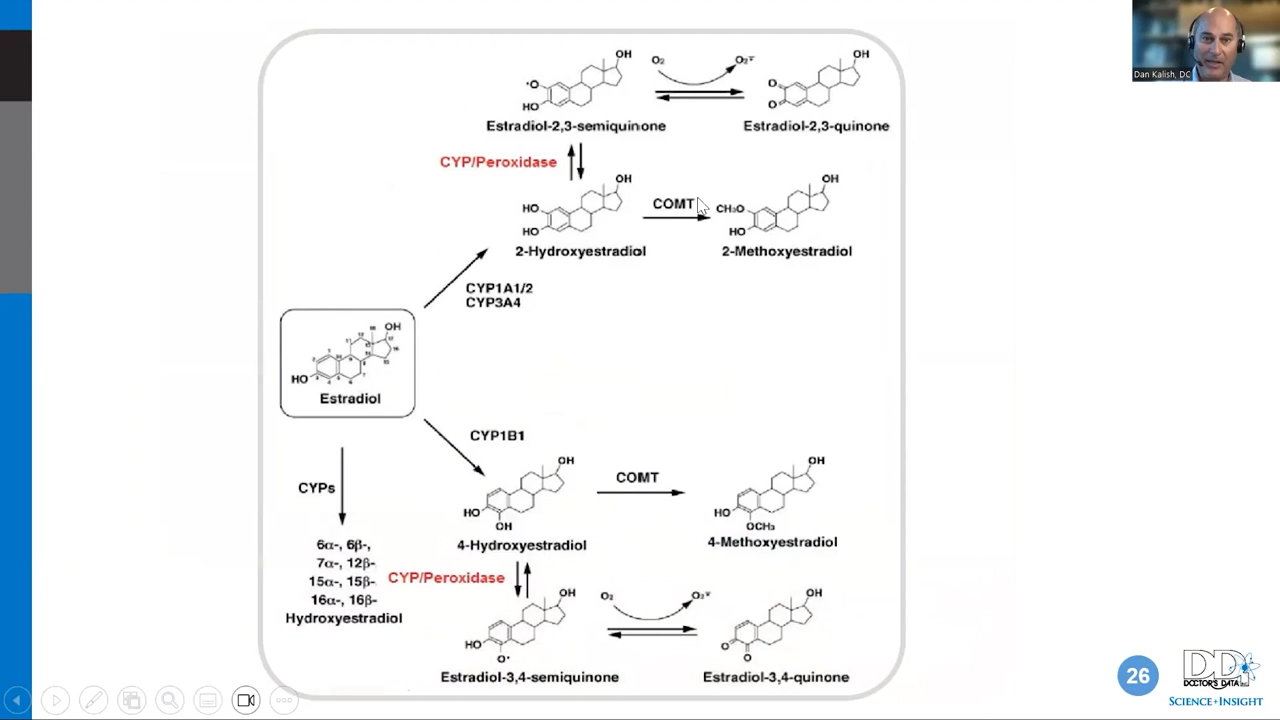 Dan Kalish, DC
OH
O₂
O₂•
OH
•O
HO
O
O
Estradiol-2,3-semiquinone
Estradiol-2,3-quinone
CYP/Peroxidase
OH
OH
HO
HO
COMT
CH₃O
HO
2-Hydroxyestradiol
2-Methoxyestradiol
CYP1A1/2
CYP3A4
OH
HO
Estradiol
CYP1B1
OH
OH
HO
OH
COMT
HO
OCH₃
4-Hydroxyestradiol
4-Methoxyestradiol
CYPs
6α-, 6β-,
7α-, 12β-
15α-, 15β-
16α-, 16β-
Hydroxyestradiol
CYP/Peroxidase
OH
O₂
O₂•
OH
HO
O•
O
O
Estradiol-3,4-semiquinone
Estradiol-3,4-quinone
26
DD
DOCTOR'S DATA
SCIENCE + INSIGHT